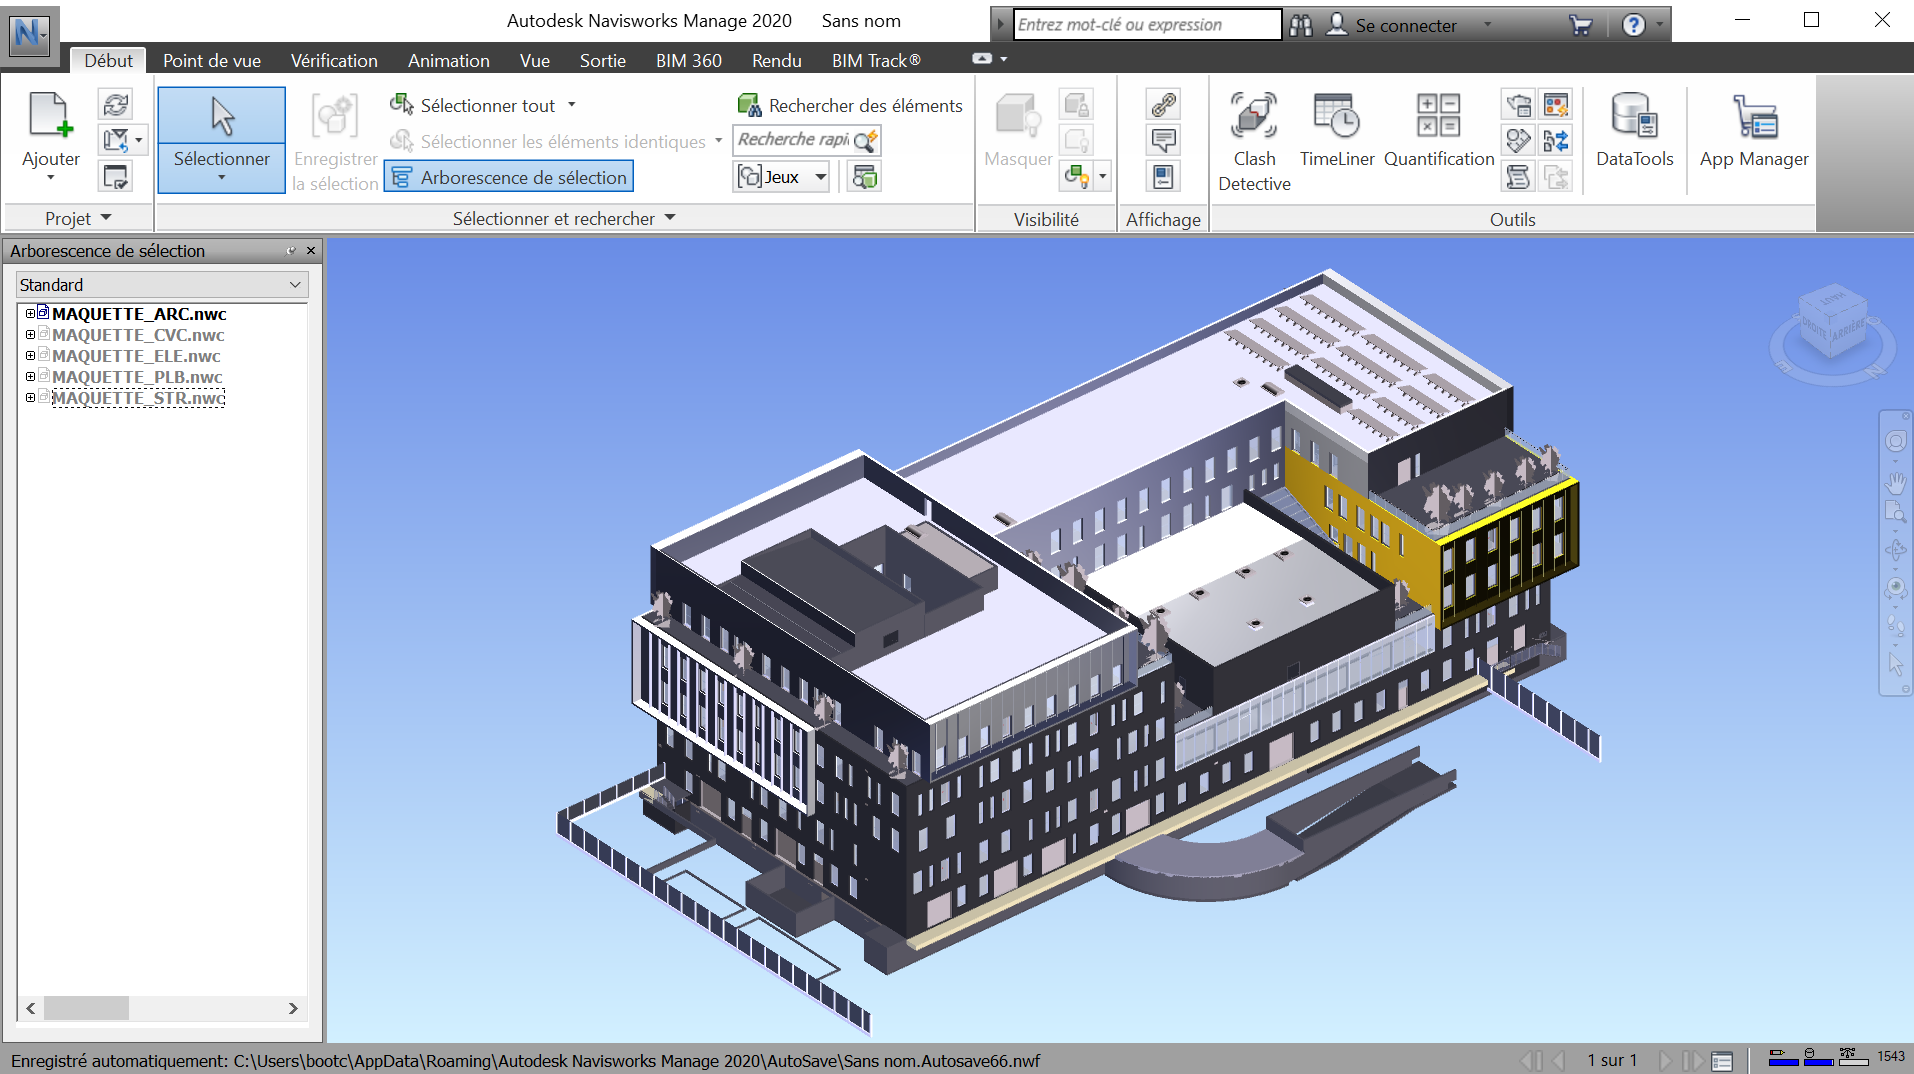 Autodesk Navisworks Manage 2020 Sans nom
Entrez mot-clé ou expression
Se connecter
Début Point de vue Vérification Animation Vue Sortie BIM 360 Rendu BIM Track®
Ajouter
Projet
Sélectionner
Enregistrer
la sélection
Sélectionner tout
Sélectionner les éléments identiques
Arborescence de sélection
Rechercher des éléments
Recherche rapi
Jeux
Sélectionner et rechercher
Masquer
Visibilité
Affichage
Clash
Detective
TimeLiner
Quantification
DataTools
App Manager
Outils
Arborescence de sélection
Standard
MAQUETTE_ARC.nwc
MAQUETTE_CVC.nwc
MAQUETTE_ELE.nwc
MAQUETTE_PLB.nwc
MAQUETTE_STR.nwc
HAUT
DROITE
ARRIÈRE
Enregistré automatiquement: C:\Users\bootc\AppData\Roaming\Autodesk Navisworks Manage 2020\AutoSave\Sans nom.Autosave66.nwf
1 sur 1
1543